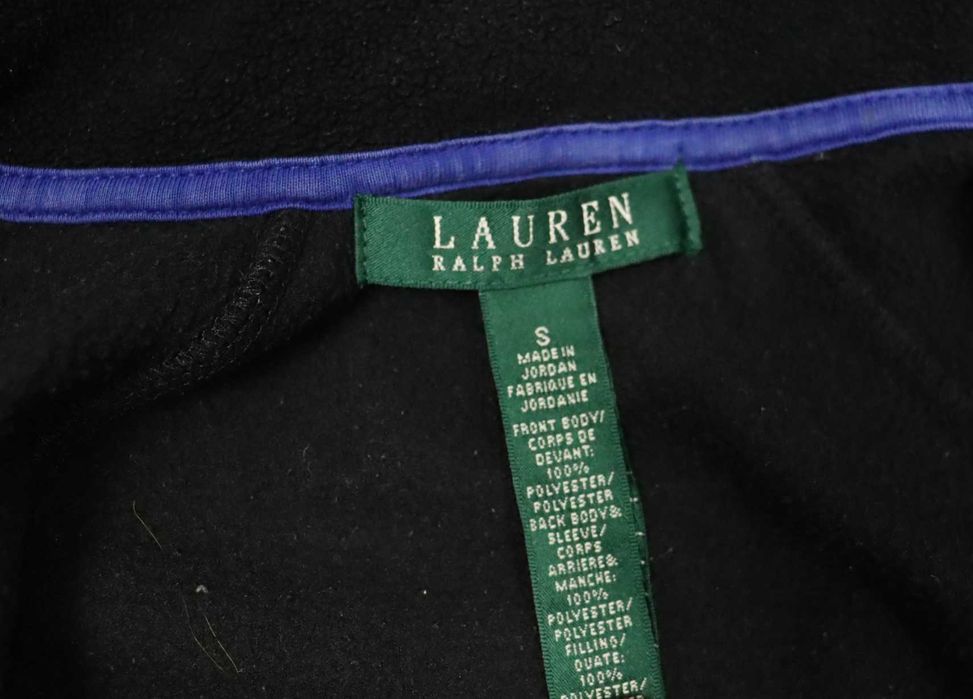 LAUREN
RALPH LAUREN
S
MADE IN
JORDAN
FABRIQUE EN
JORDANIE
FRONT BODY/
CORPS DE
DEVANT:
100%
POLYESTER/
POLYESTER
BACK BODY&
SLEEVE/
CORPS
ARRIERE&
MANCHE:
100%
POLYESTER/
POLYESTER
FILLING/
OUATE:
100%
POLYESTER/